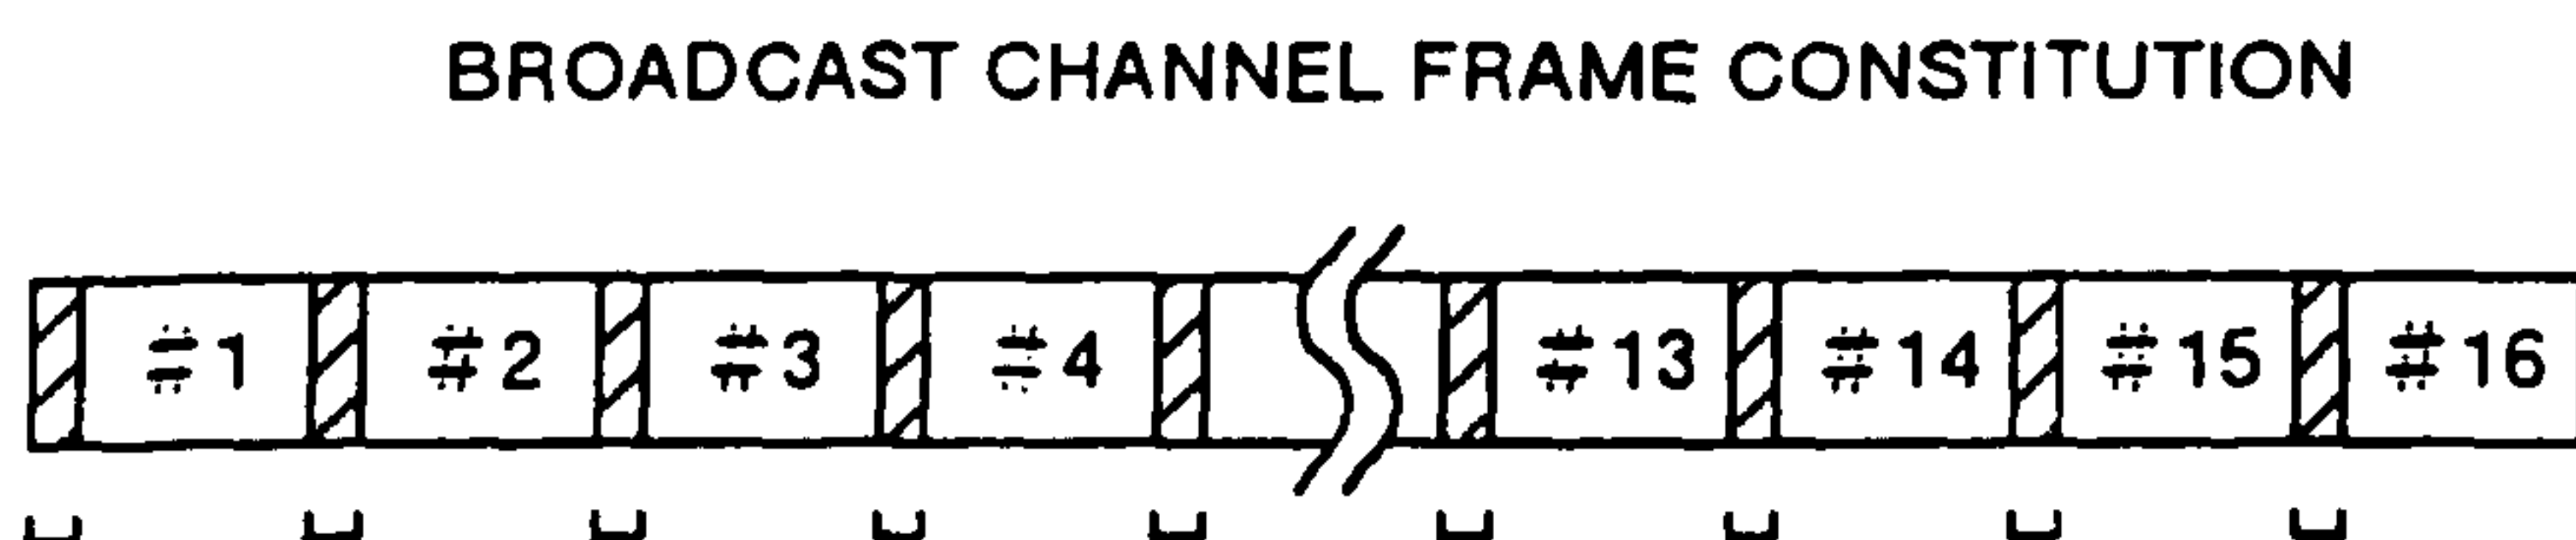 BROADCAST CHANNEL FRAME CONSTITUTION
#1 #2 #3 #4 #13 #14 #15 #16